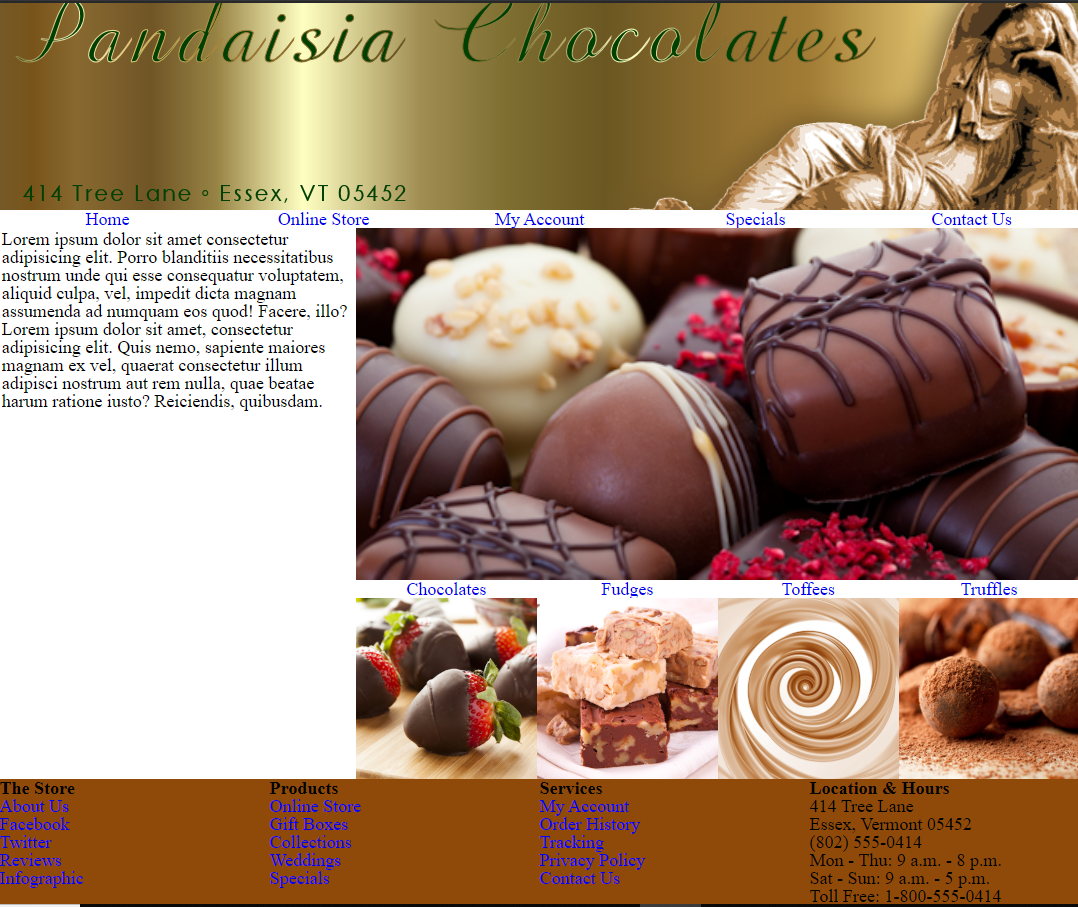 Pandaisia Chocolates
414 Tree Lane ◦ Essex, VT 05452
Home Online Store My Account Specials Contact Us
Lorem ipsum dolor sit amet consectetur
adipisicing elit. Porro blanditiis necessitatibus
nostrum unde qui esse consequatur voluptatem,
aliquid culpa, vel, impedit dicta magnam
assumenda ad numquam eos quod! Facere, illo?
Lorem ipsum dolor sit amet, consectetur
adipisicing elit. Quis nemo, sapiente maiores
magnam ex vel, quaerat consectetur illum
adipisci nostrum aut rem nulla, quae beatae
harum ratione iusto? Reiciendis, quibusdam.
Chocolates Fudges Toffees Truffles
The Store
About Us
Facebook
Twitter
Reviews
Infographic
Products
Online Store
Gift Boxes
Collections
Weddings
Specials
Services
My Account
Order History
Tracking
Privacy Policy
Contact Us
Location & Hours
414 Tree Lane
Essex, Vermont 05452
(802) 555-0414
Mon - Thu: 9 a.m. - 8 p.m.
Sat - Sun: 9 a.m. - 5 p.m.
Toll Free: 1-800-555-0414